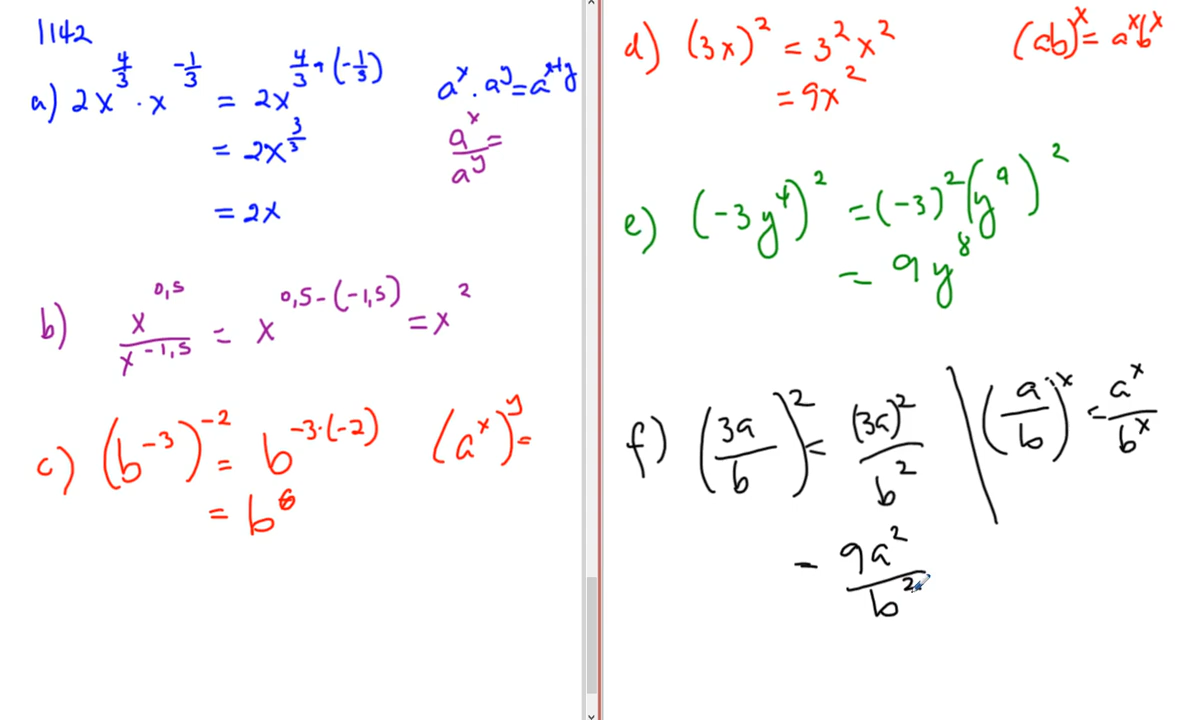 1142
a) 2x^(4/3) · x^(-1/3) = 2x^(4/3 + (-1/3))
= 2x^(3/3)
= 2x
a^x · a^y = a^(x+y)
a^x / a^y =
b) x^(0,5) / x^(-1,5) = x^(0,5-(-1,5)) = x^2
c) (b^(-3))^(-2) = b^(-3·(-2))
= b^6
(a^x)^y =
d) (3x)^2 = 3^2 x^2
= 9x^2
(ab)^x = a^x b^x
e) (-3y^4)^2 = (-3)^2 (y^4)^2
= 9y^8
f) (3a / b)^2 = (3a)^2 / b^2
= 9a^2 / b^2
(a / b)^x = a^x / b^x